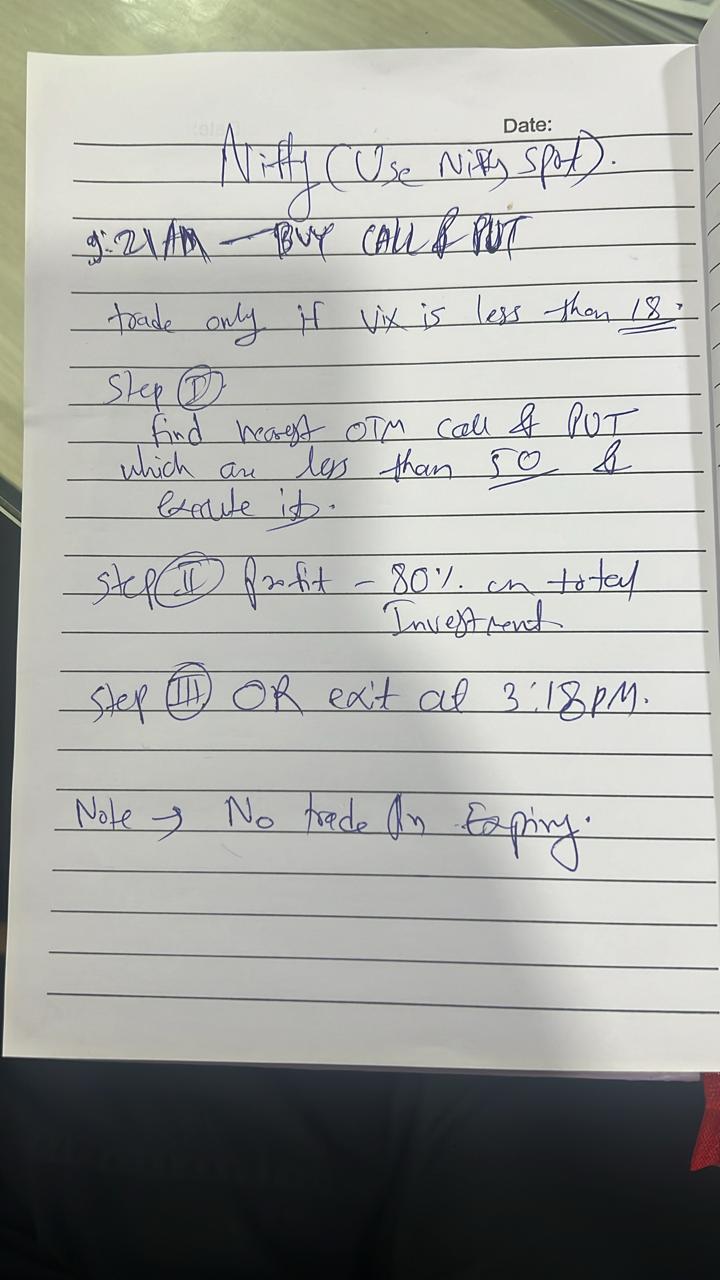 Date:
Nifty (Use Nifty Spot).
9:21 AM — BUY CALL & PUT
trade only if Vix is less than 18.
Step I
find nearest OTM Call & PUT
which are less than 50 &
Execute it.
Step II Profit - 80% on total
Investment
Step III OR exit at 3:18 PM.
Note → No trade On Expiry.